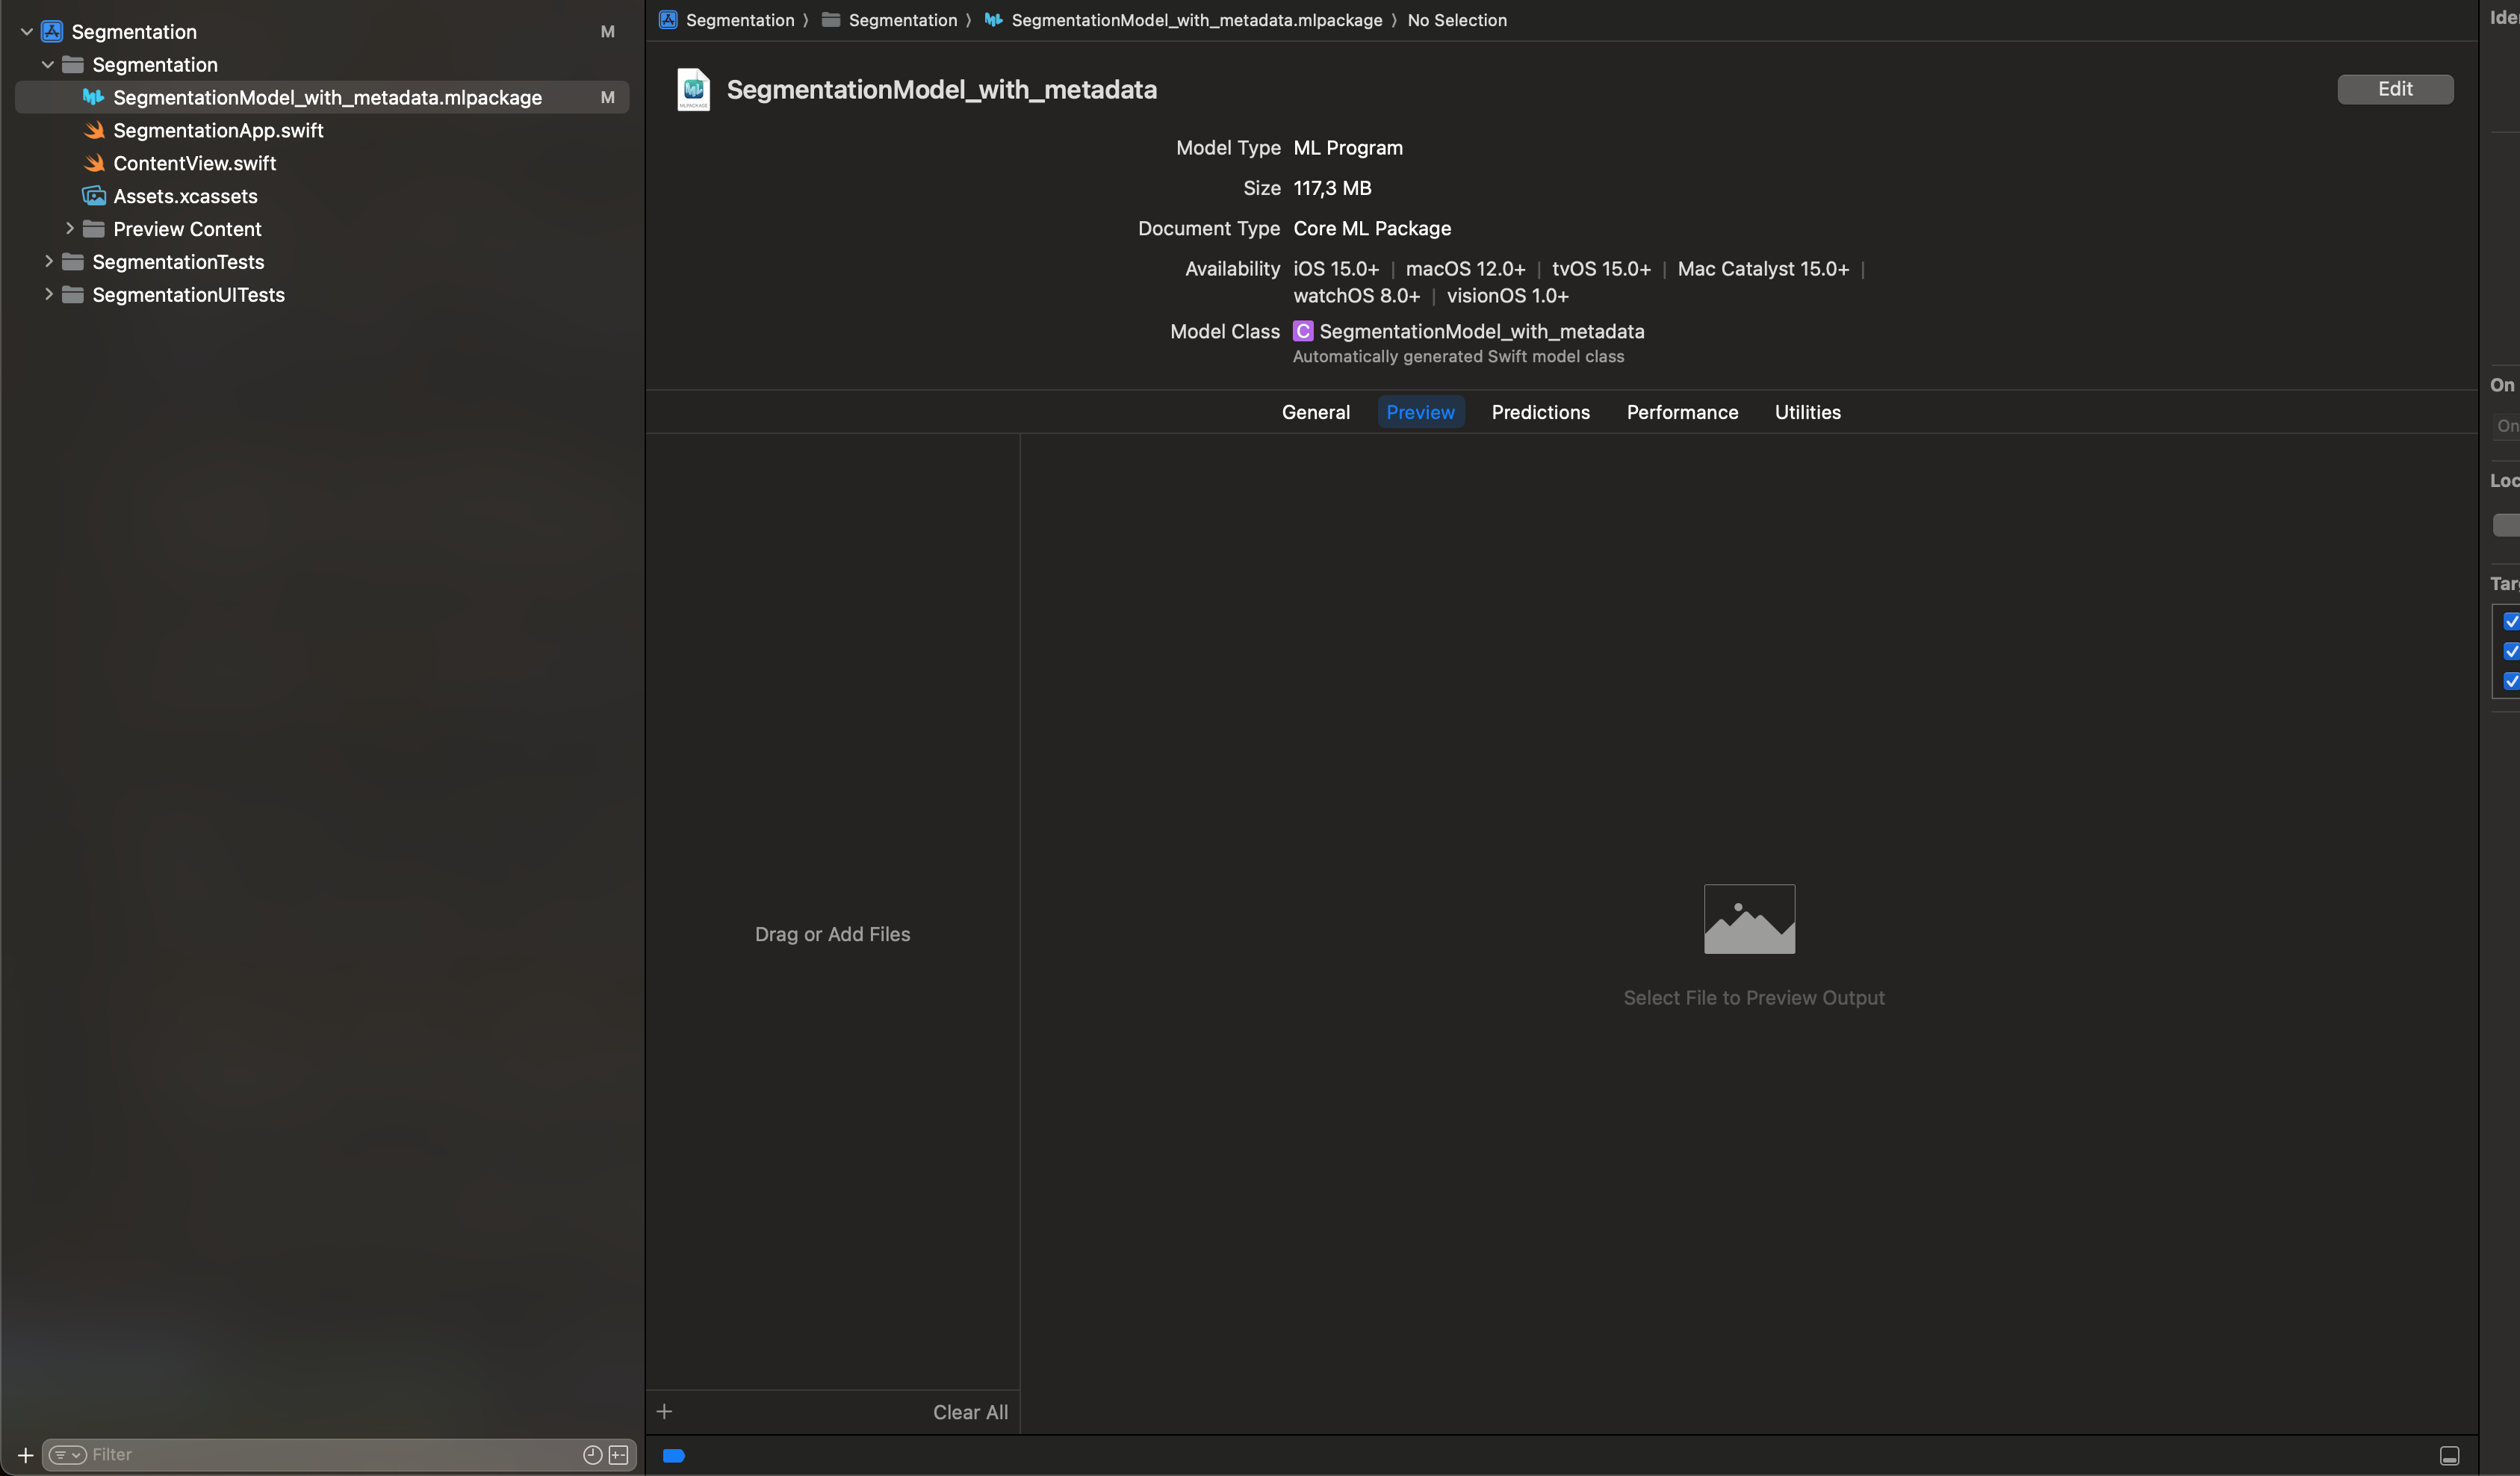 Segmentation M
Segmentation
SegmentationModel_with_metadata.mlpackage M
SegmentationApp.swift
ContentView.swift
Assets.xcassets
Preview Content
SegmentationTests
SegmentationUITests
Filter
Segmentation 〉 Segmentation 〉 SegmentationModel_with_metadata.mlpackage 〉 No Selection
MLPACKAGE
SegmentationModel_with_metadata
Edit
Model Type ML Program
Size 117,3 MB
Document Type Core ML Package
Availability iOS 15.0+ | macOS 12.0+ | tvOS 15.0+ | Mac Catalyst 15.0+ |
watchOS 8.0+ | visionOS 1.0+
Model Class C SegmentationModel_with_metadata
Automatically generated Swift model class
General Preview Predictions Performance Utilities
Drag or Add Files
Select File to Preview Output
Clear All
On
On